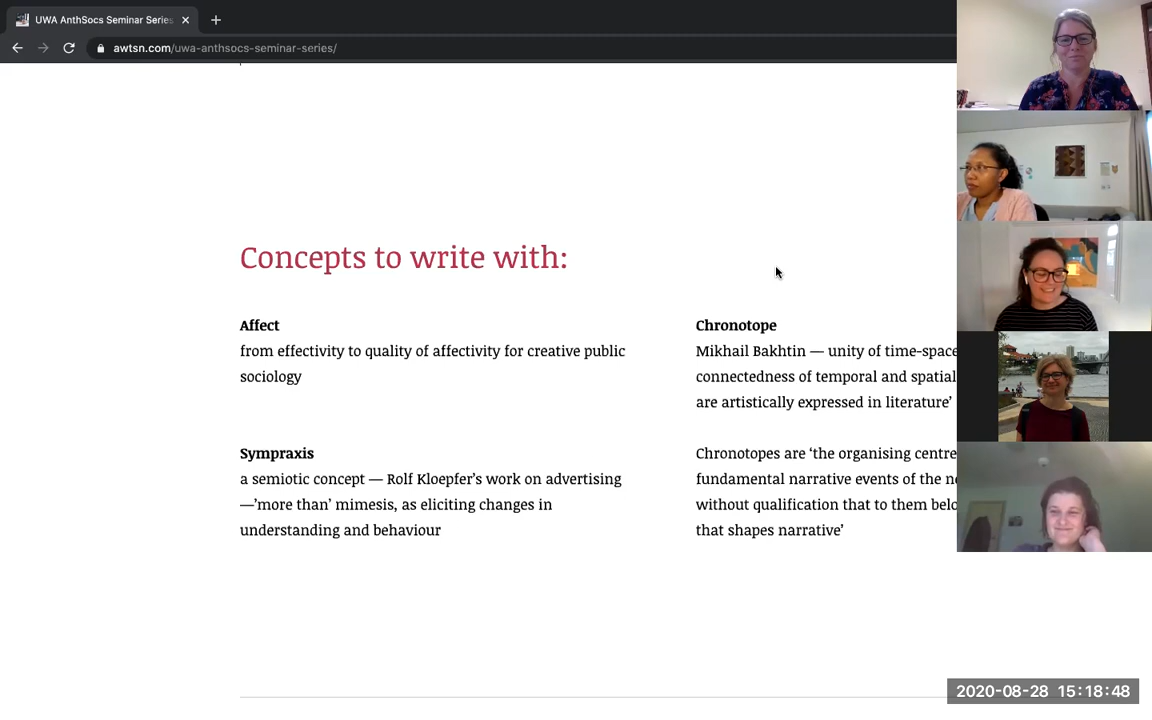 UWA AnthSocs Seminar Series
awtsn.com/uwa-anthsocs-seminar-series/
Concepts to write with:
Affect
from effectivity to quality of affectivity for creative public
sociology
Sympraxis
a semiotic concept — Rolf Kloepfer’s work on advertising
—’more than’ mimesis, as eliciting changes in
understanding and behaviour
Chronotope
Mikhail Bakhtin — unity of time-space
connectedness of temporal and spatial
are artistically expressed in literature’
Chronotopes are ‘the organising centre
fundamental narrative events of the
without qualification that to them
that shapes narrative’
2020-08-28 15:18:48